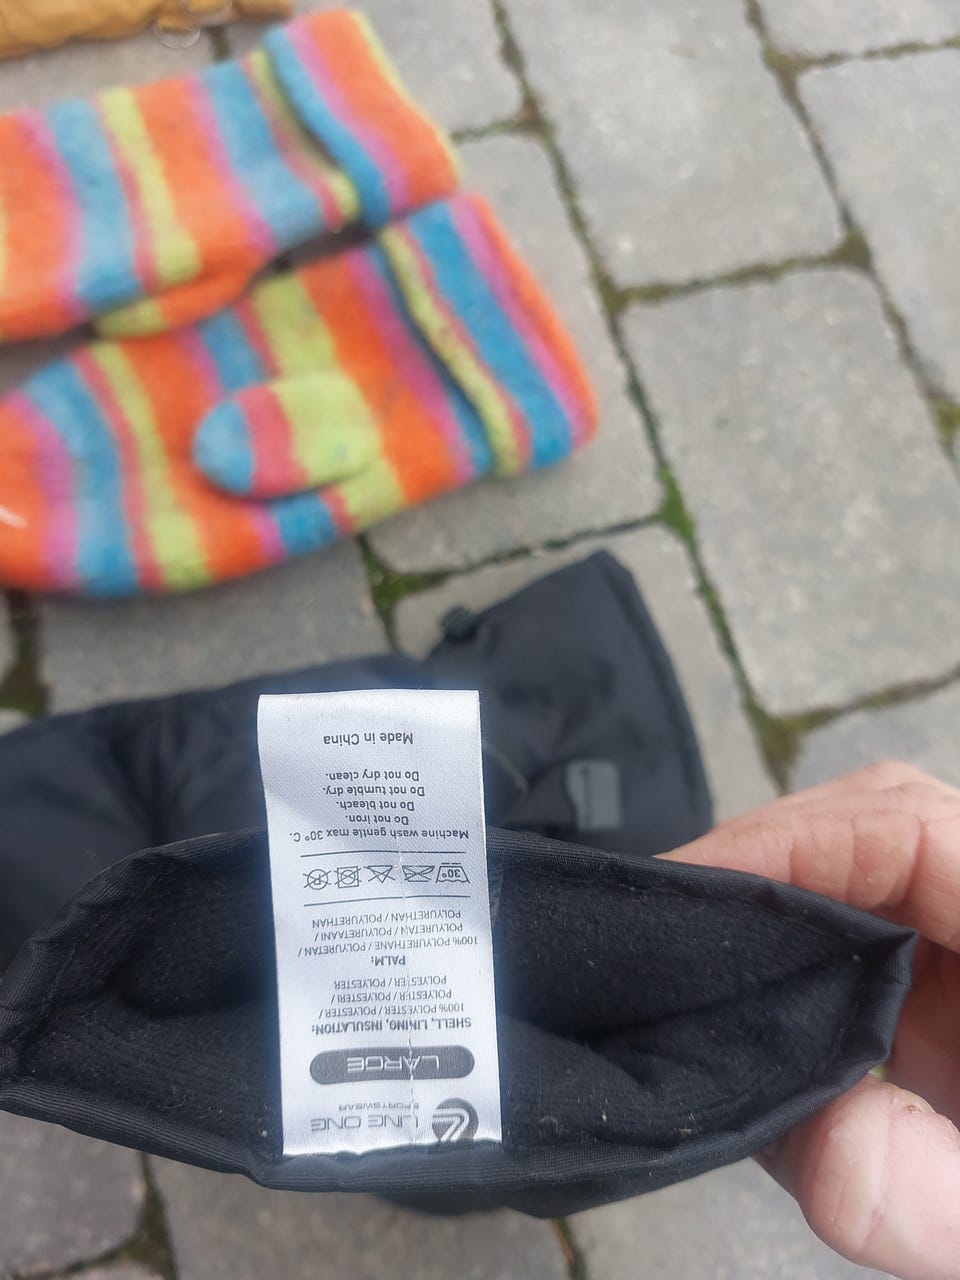 LINE ONE
SPORTSWEAR
LARGE
SHELL, LINING, INSULATION:
100% POLYESTER / POLYESTER /
POLYESTER / POLYESTERI /
POLYESTER / POLYESTER
PALM:
100% POLYURETHANE / POLYURETAN /
POLYURETAN / POLYURETAANI /
POLYURETHAN / POLYURETHAN
30°
Machine wash gentle max 30° C.
Do not iron.
Do not bleach.
Do not tumble dry.
Do not dry clean.
Made in China